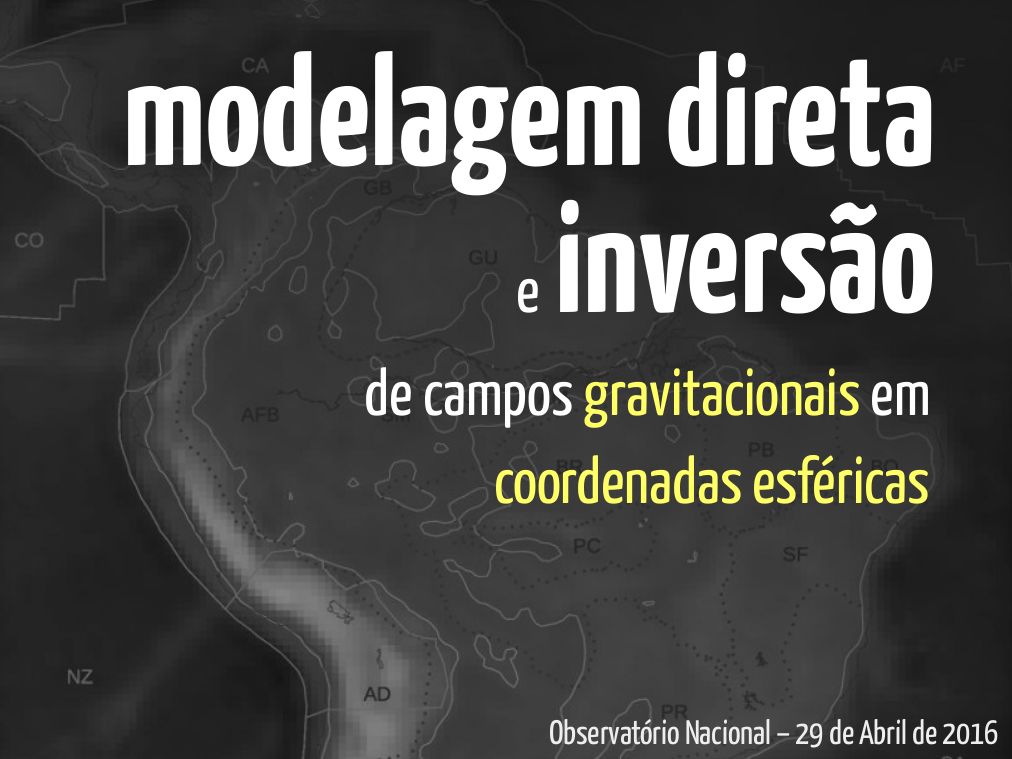 CA
AF
modelagem direta
GB
CO
GU
e inversão
de campos gravitacionais em
AFB
PB
coordenadas esféricas
PC
SF
NZ
AD
PR
Observatório Nacional – 29 de Abril de 2016